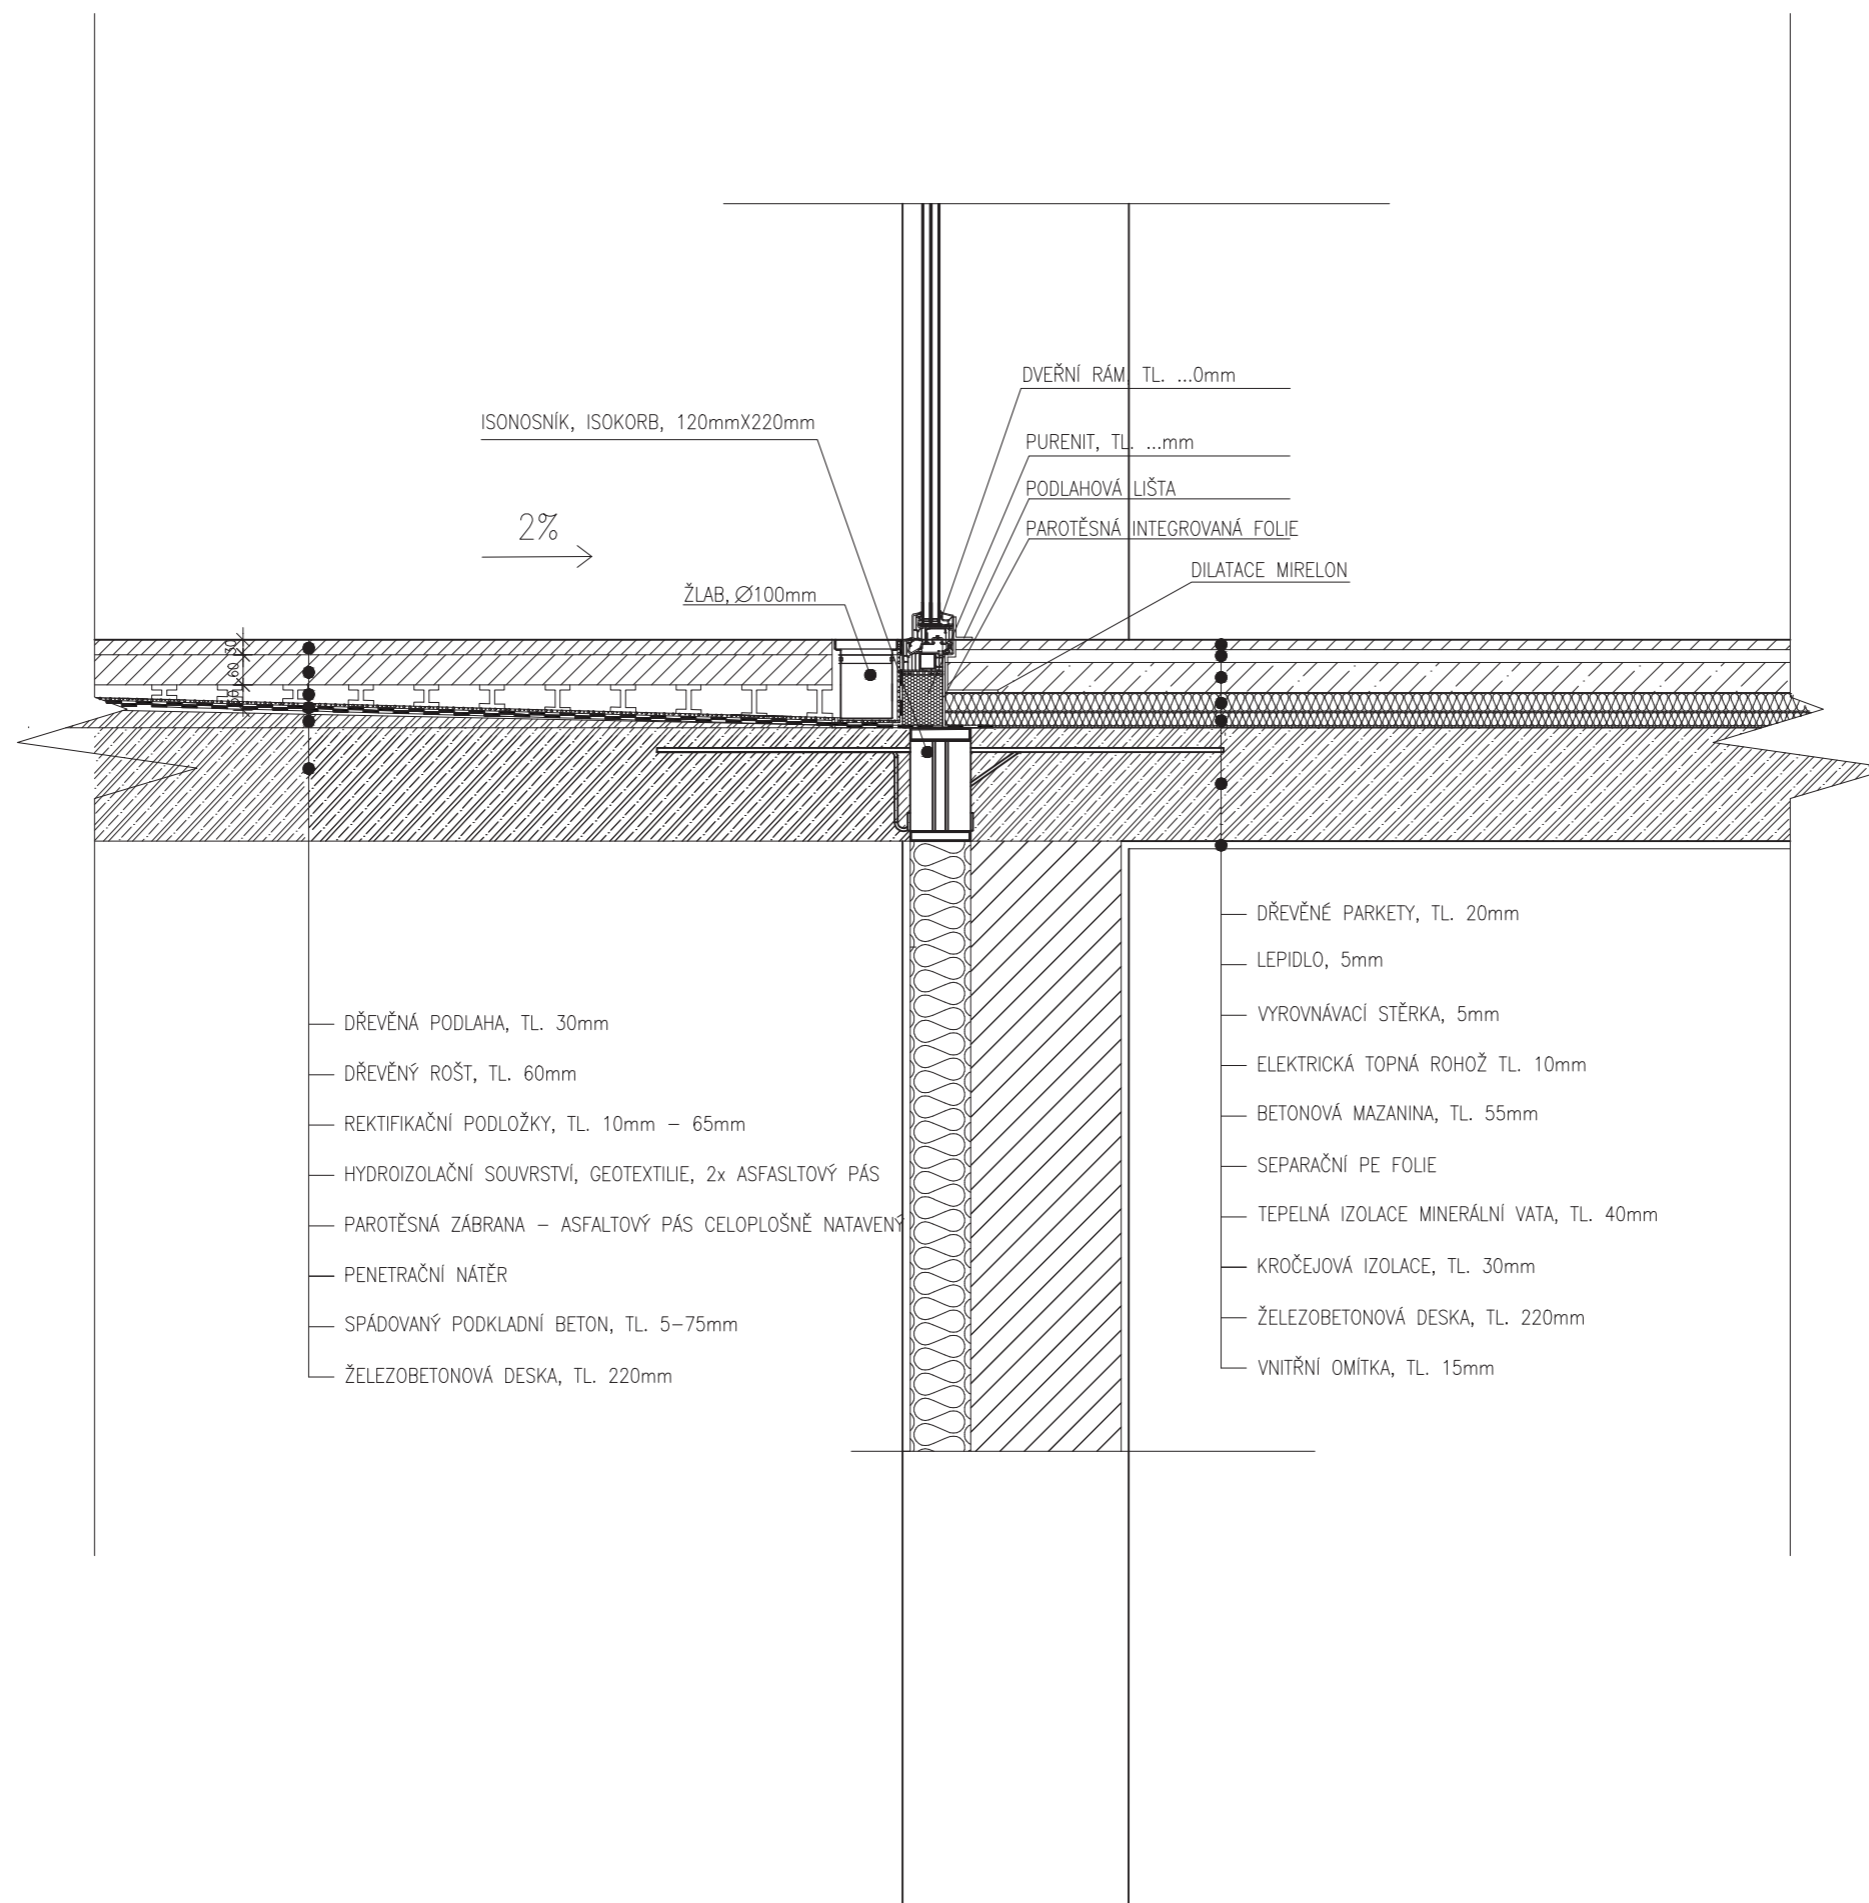 DVEŘNÍ RÁM, TL. ...0mm
ISONOSNÍK, ISOKORB, 120mmX220mm
PURENIT, TL. ...mm
PODLAHOVÁ LIŠTA
PAROTĚSNÁ INTEGROVANÁ FOLIE
2%
DILATACE MIRELON
ŽLAB, Ø100mm
30
60
DŘEVĚNÉ PARKETY, TL. 20mm
LEPIDLO, 5mm
VYROVNÁVACÍ STĚRKA, 5mm
ELEKTRICKÁ TOPNÁ ROHOŽ TL. 10mm
BETONOVÁ MAZANINA, TL. 55mm
SEPARAČNÍ PE FOLIE
TEPELNÁ IZOLACE MINERÁLNÍ VATA, TL. 40mm
KROČEJOVÁ IZOLACE, TL. 30mm
ŽELEZOBETONOVÁ DESKA, TL. 220mm
VNITŘNÍ OMÍTKA, TL. 15mm
DŘEVĚNÁ PODLAHA, TL. 30mm
DŘEVĚNÝ ROŠT, TL. 60mm
REKTIFIKAČNÍ PODLOŽKY, TL. 10mm – 65mm
HYDROIZOLAČNÍ SOUVRSTVÍ, GEOTEXTILIE, 2x ASFASLTOVÝ PÁS
PAROTĚSNÁ ZÁBRANA – ASFALTOVÝ PÁS CELOPLOŠNĚ NATAVENÝ
PENETRAČNÍ NÁTĚR
SPÁDOVANÝ PODKLADNÍ BETON, TL. 5–75mm
ŽELEZOBETONOVÁ DESKA, TL. 220mm